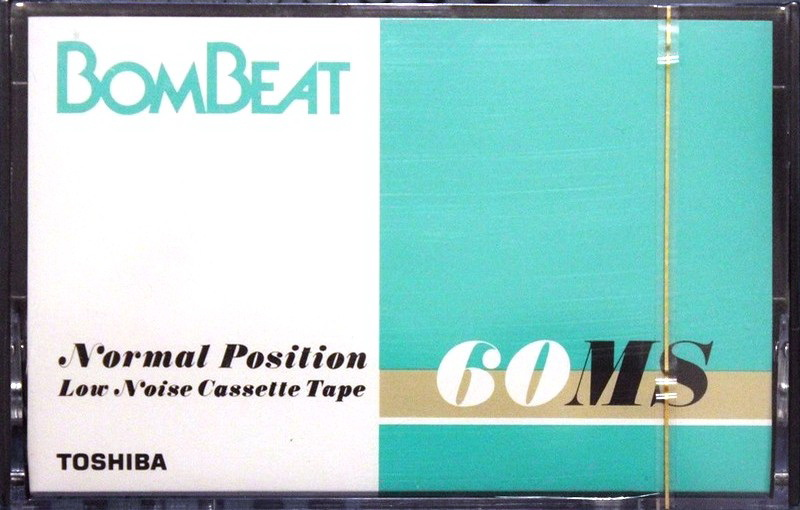 BOMBEAT
Normal Position
Low Noise Cassette Tape
60MS
TOSHIBA